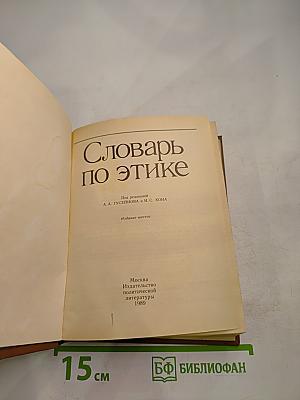 Словарь
по этике
Под редакцией
А. А. ГУСЕЙНОВА и И. С. КОНА
издание шестое
Москва
Издательство
политической
литературы
1989
15 см
БФ БИБЛИОФАН